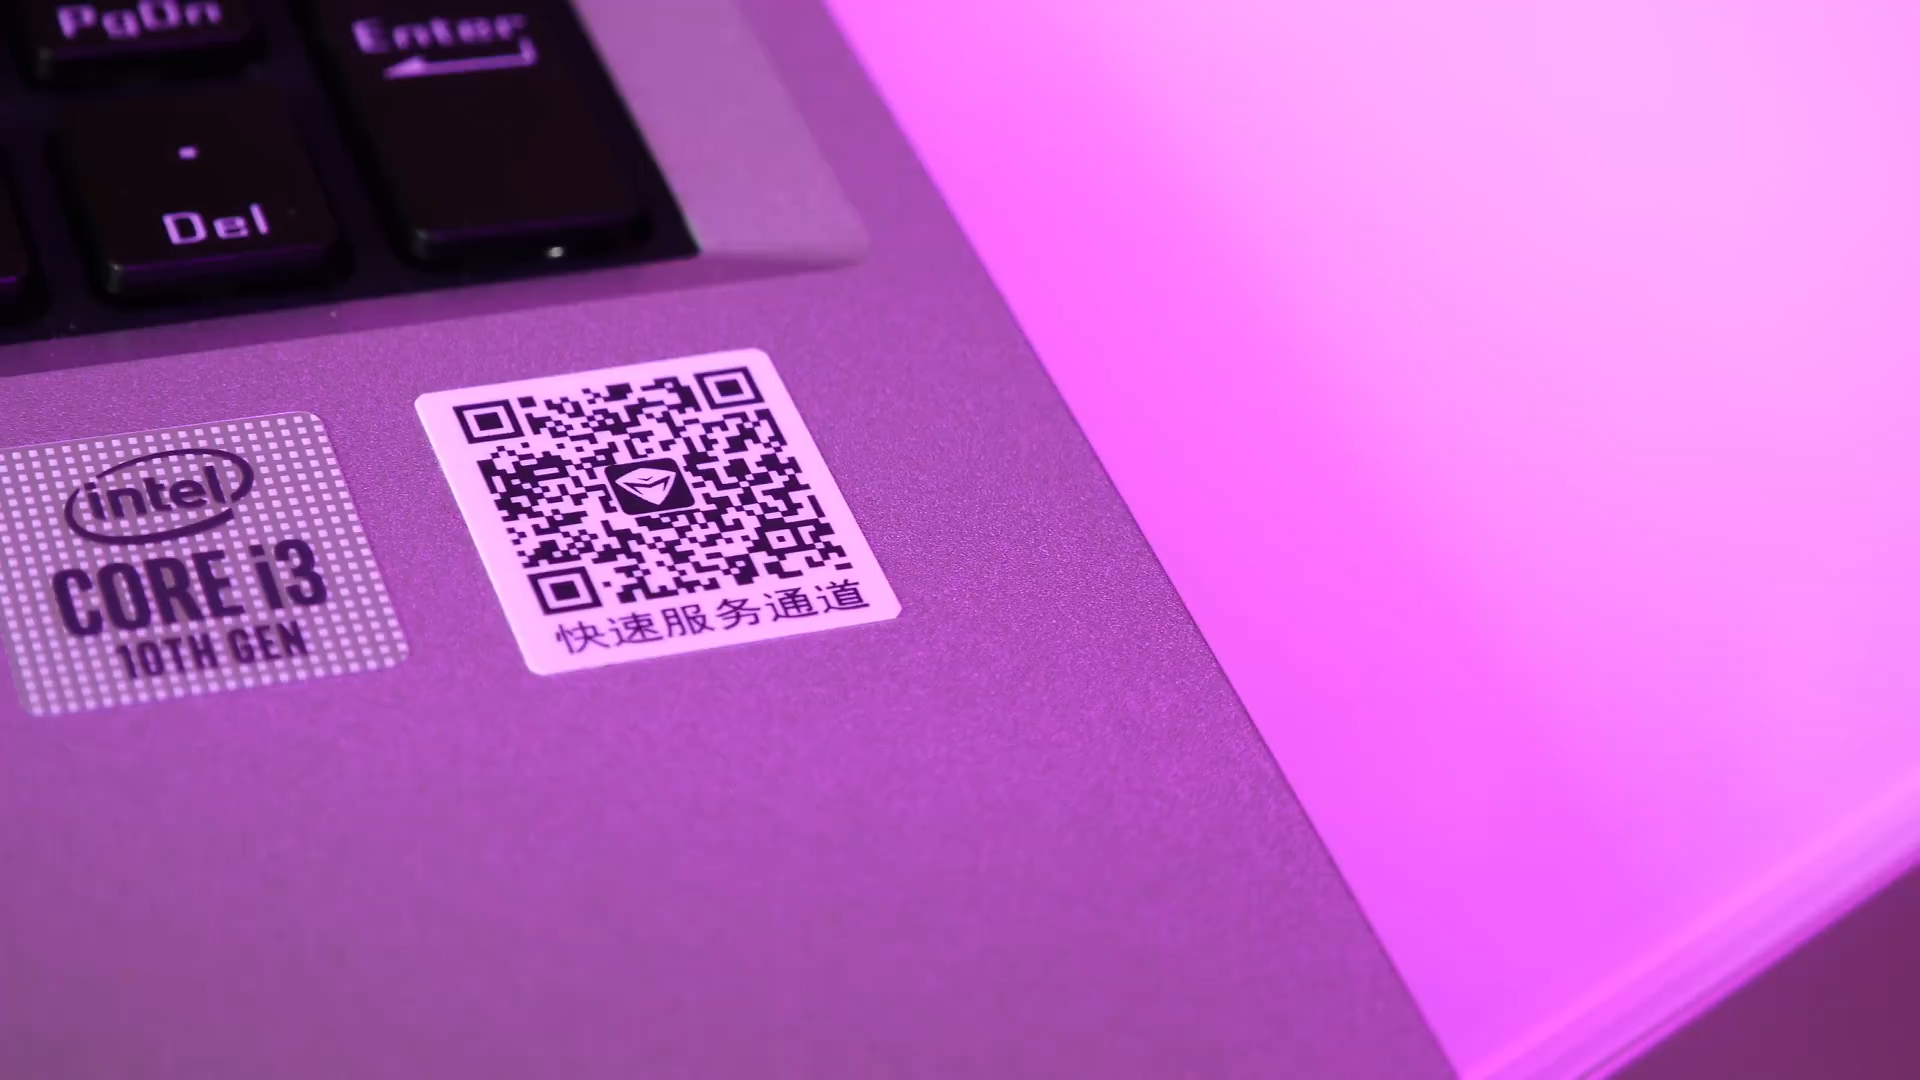 PgDn
Enter
.
Del
intel
CORE i3
10TH GEN
快速服务通道